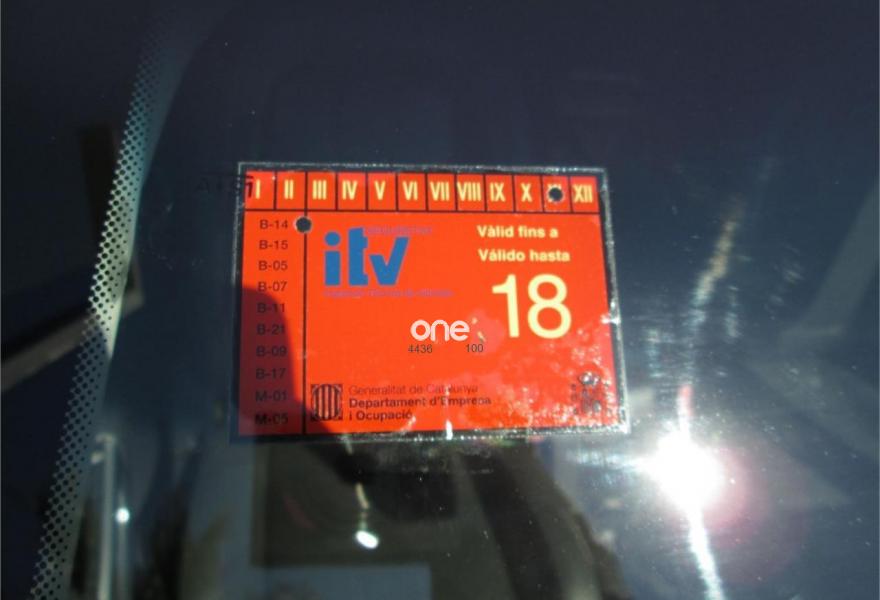 I II III IV V VI VII VIII IX X XII
B-14
B-15
B-05
B-07
B-11
B-21
B-09
B-17
M-01
M-05
itv
Vàlid fins a
Válido hasta
18
one
4436 100
Generalitat de Catalunya
Departament d'Empresa
i Ocupació